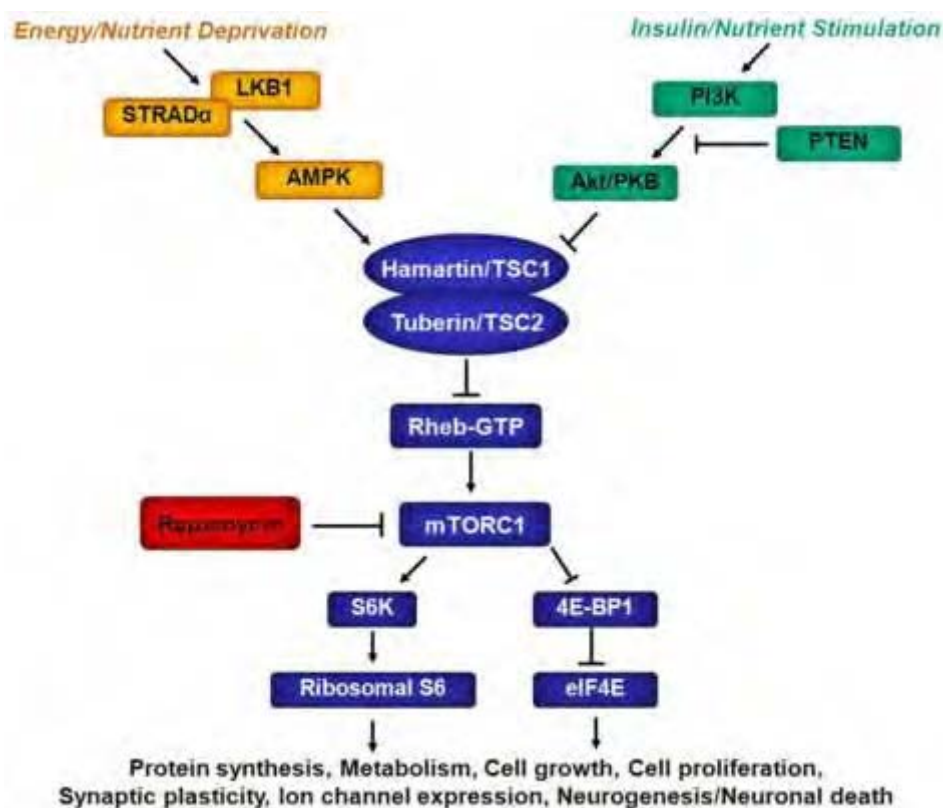 Energy/Nutrient Deprivation
Insulin/Nutrient Stimulation
LKB1
STRADα
PI3K
PTEN
AMPK
Akt/PKB
Hamartin/TSC1
Tuberin/TSC2
Rheb-GTP
Rapamycin
mTORC1
S6K
4E-BP1
Ribosomal S6
eIF4E
Protein synthesis, Metabolism, Cell growth, Cell proliferation,
Synaptic plasticity, Ion channel expression, Neurogenesis/Neuronal death